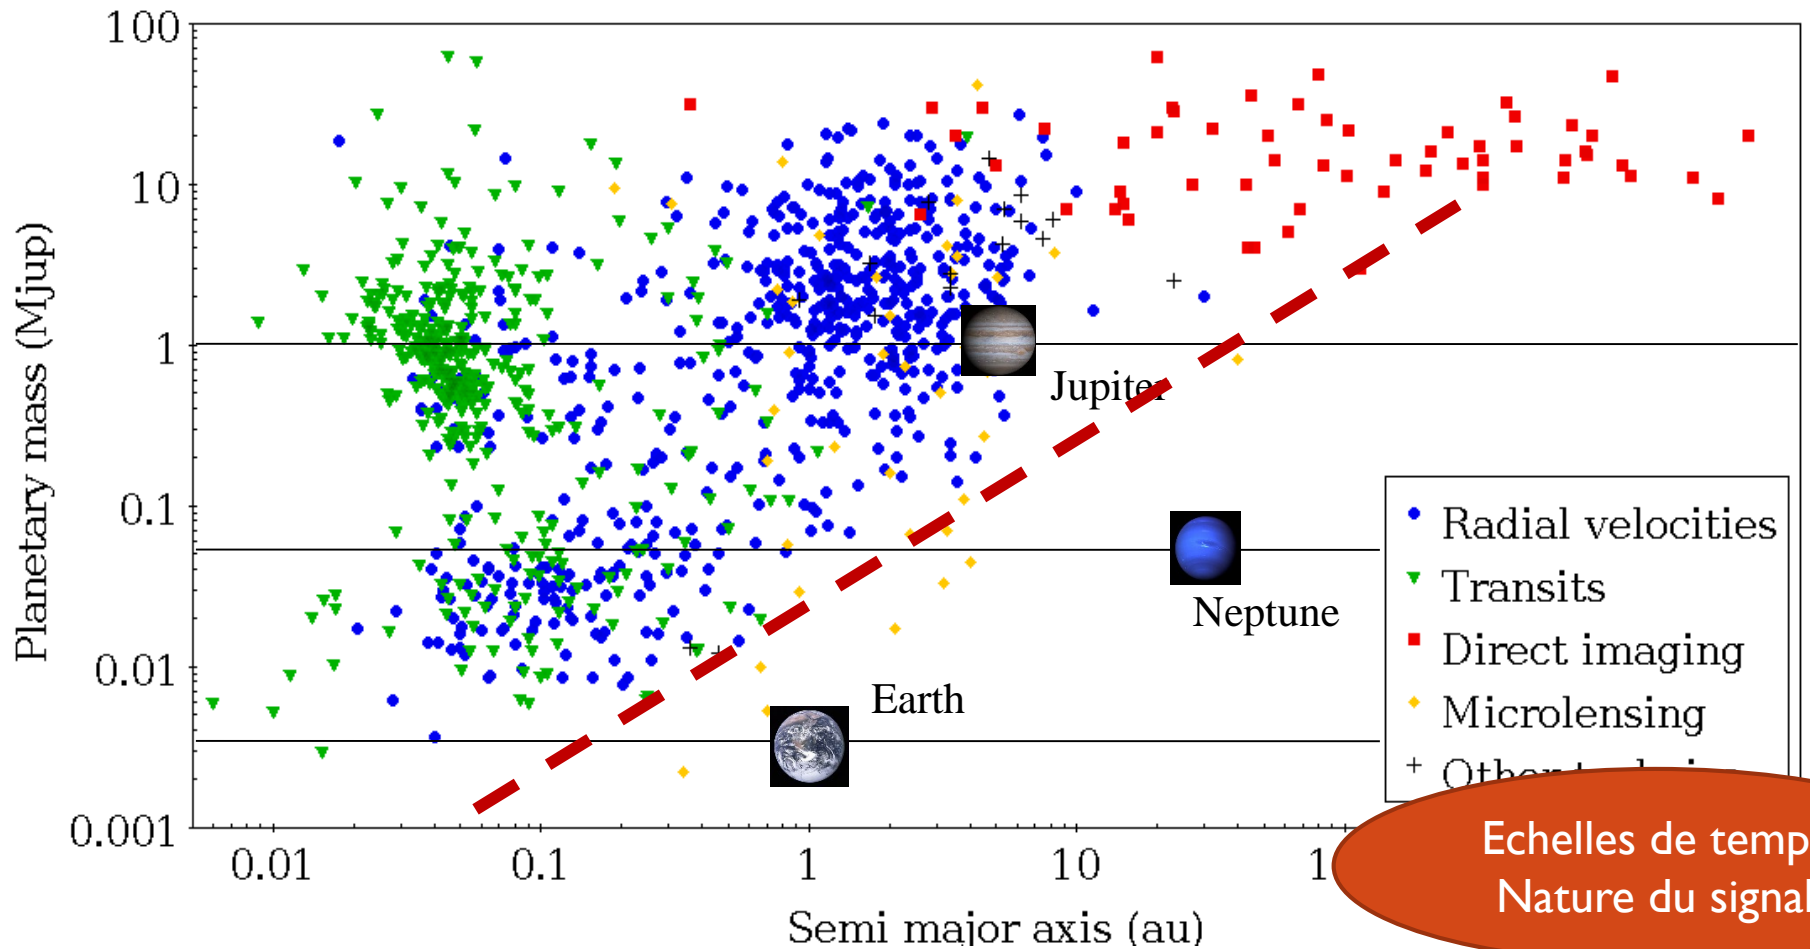 100
10
1
0.1
0.01
0.001
Planetary mass (Mjup)
Jupiter
Neptune
Earth
Radial velocities
Transits
Direct imaging
Microlensing
0.01
0.1
1
10
Semi major axis (au)
Nature du signal
Echelles de temp